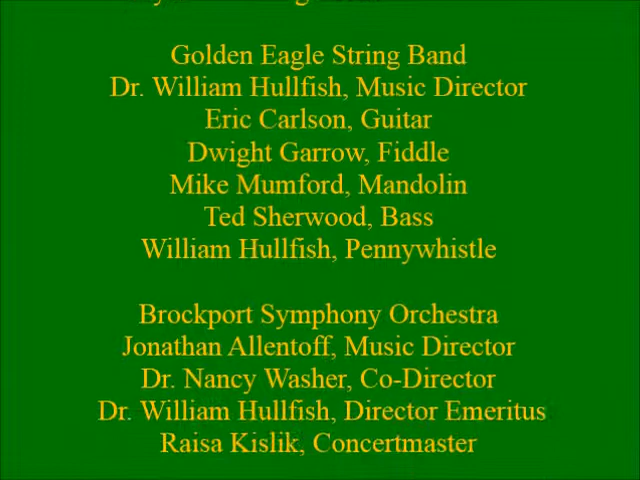 Golden Eagle String Band
Dr. William Hullfish, Music Director
Eric Carlson, Guitar
Dwight Garrow, Fiddle
Mike Mumford, Mandolin
Ted Sherwood, Bass
William Hullfish, Pennywhistle
Brockport Symphony Orchestra
Jonathan Allentoff, Music Director
Dr. Nancy Washer, Co-Director
Dr. William Hullfish, Director Emeritus
Raisa Kislik, Concertmaster